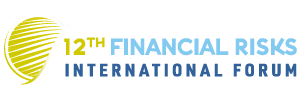 12TH FINANCIAL RISKS
INTERNATIONAL FORUM